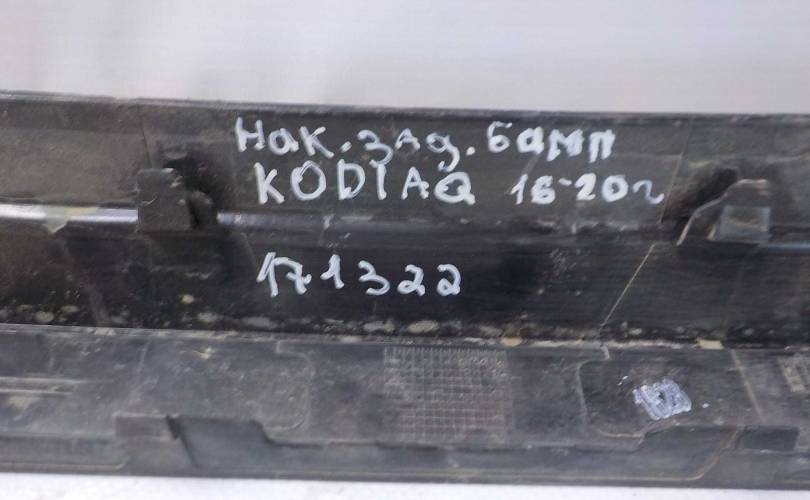 Нак. зад. бамп
KODIAQ 16-20г
171322